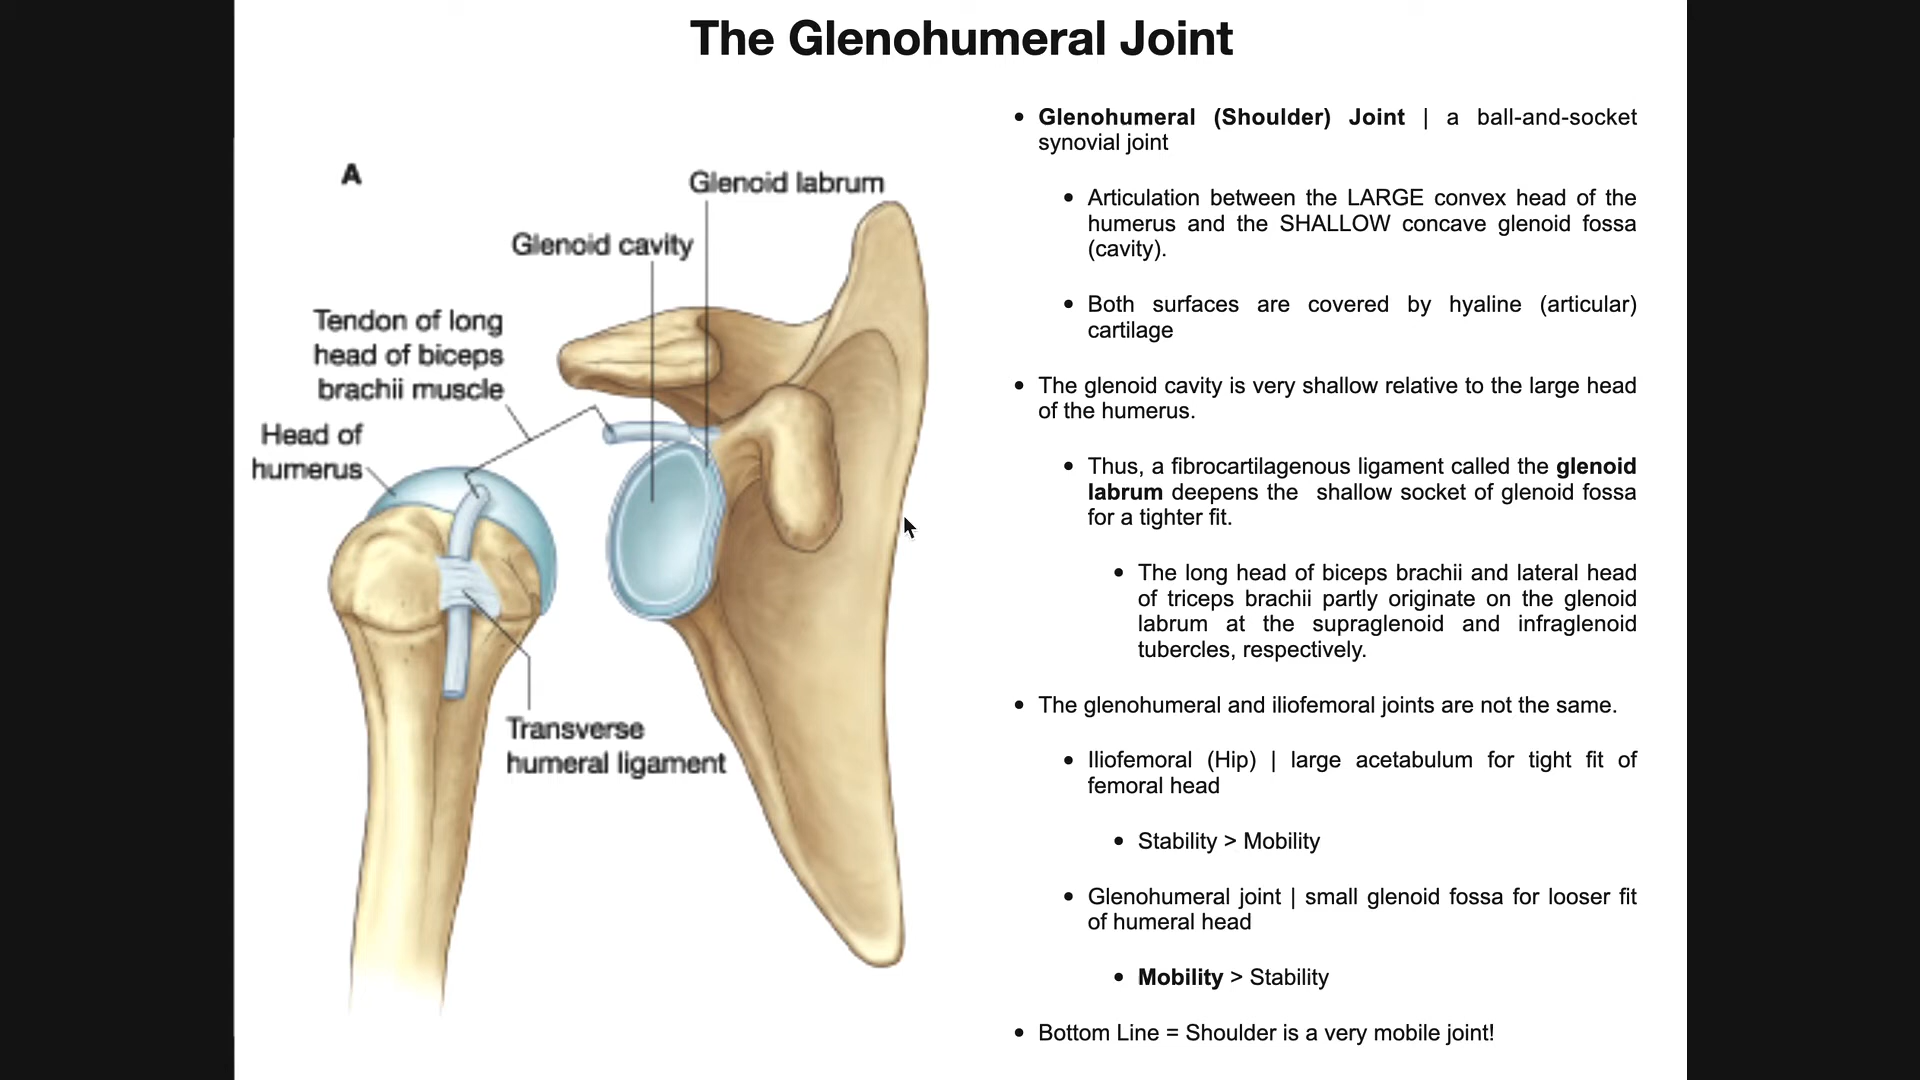 The Glenohumeral Joint
A
Glenoid labrum
Glenoid cavity
Tendon of long
head of biceps
brachii muscle
Head of
humerus
Transverse
humeral ligament
• Glenohumeral (Shoulder) Joint | a ball-and-socket
synovial joint
• Articulation between the LARGE convex head of the
humerus and the SHALLOW concave glenoid fossa
(cavity).
• Both surfaces are covered by hyaline (articular)
cartilage
• The glenoid cavity is very shallow relative to the large head
of the humerus.
• Thus, a fibrocartilagenous ligament called the glenoid
labrum deepens the shallow socket of glenoid fossa
for a tighter fit.
• The long head of biceps brachii and lateral head
of triceps brachii partly originate on the glenoid
labrum at the supraglenoid and infraglenoid
tubercles, respectively.
• The glenohumeral and iliofemoral joints are not the same.
• Iliofemoral (Hip) | large acetabulum for tight fit of
femoral head
• Stability > Mobility
• Glenohumeral joint | small glenoid fossa for looser fit
of humeral head
• Mobility > Stability
• Bottom Line = Shoulder is a very mobile joint!